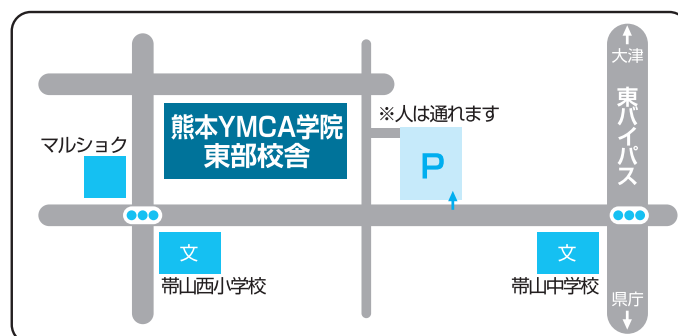 大津
東バイパス
※人は通れます
熊本YMCA学院
東部校舎
マルショク
P
文
帯山西小学校
文
帯山中学校
県庁